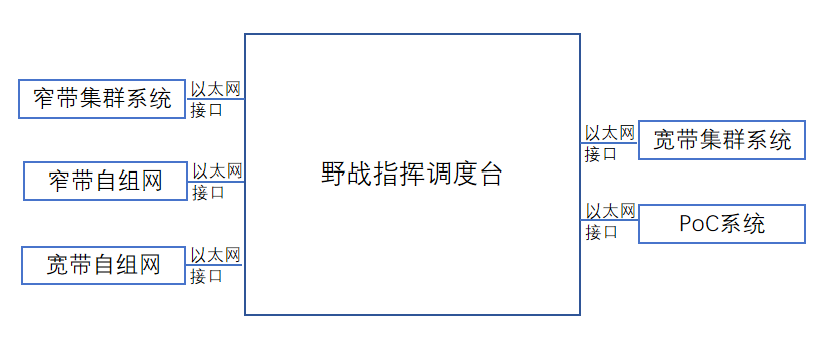 窄带集群系统
以太网
接口
窄带自组网
以太网
接口
宽带自组网
以太网
接口
野战指挥调度台
以太网
接口
宽带集群系统
以太网
接口
PoC系统